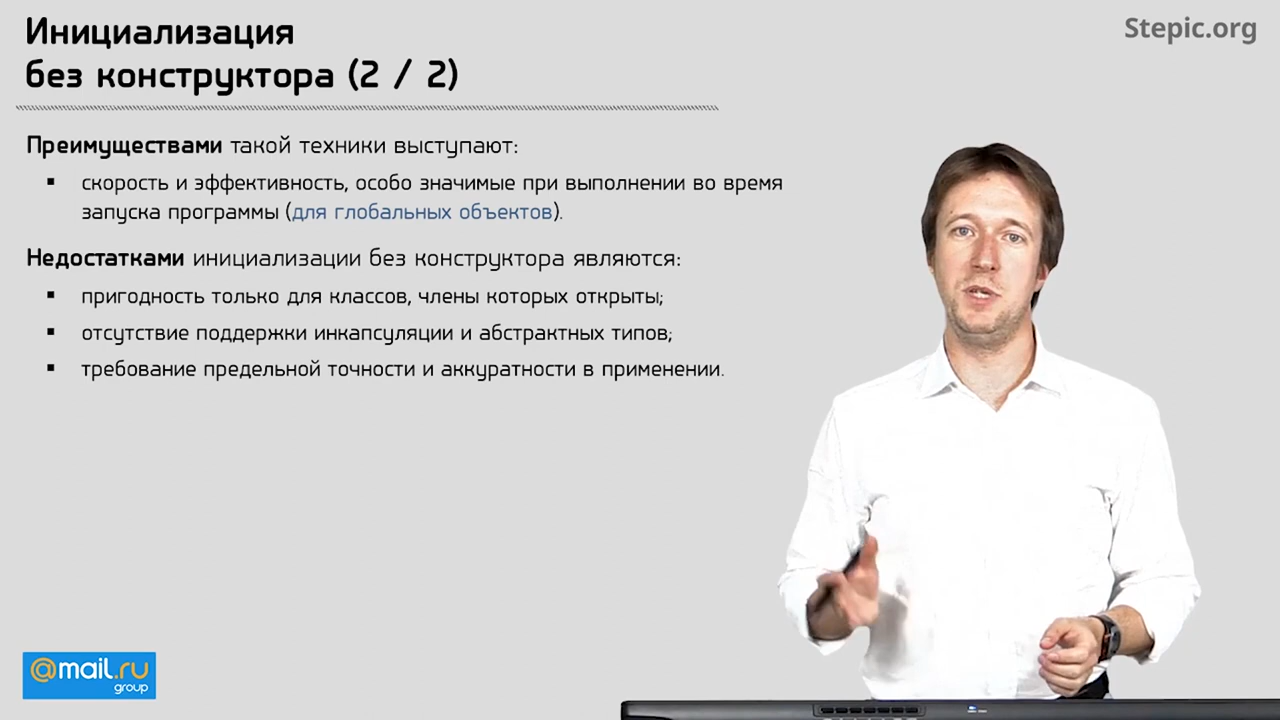 Инициализация
без конструктора (2 / 2)
Stepic.org
Преимуществами такой техники выступают:
▪ скорость и эффективность, особо значимые при выполнении во время
запуска программы (для глобальных объектов).
Недостатками инициализации без конструктора являются:
▪ пригодность только для классов, члены которых открыты;
▪ отсутствие поддержки инкапсуляции и абстрактных типов;
▪ требование предельной точности и аккуратности в применении.
@mail.ru
group